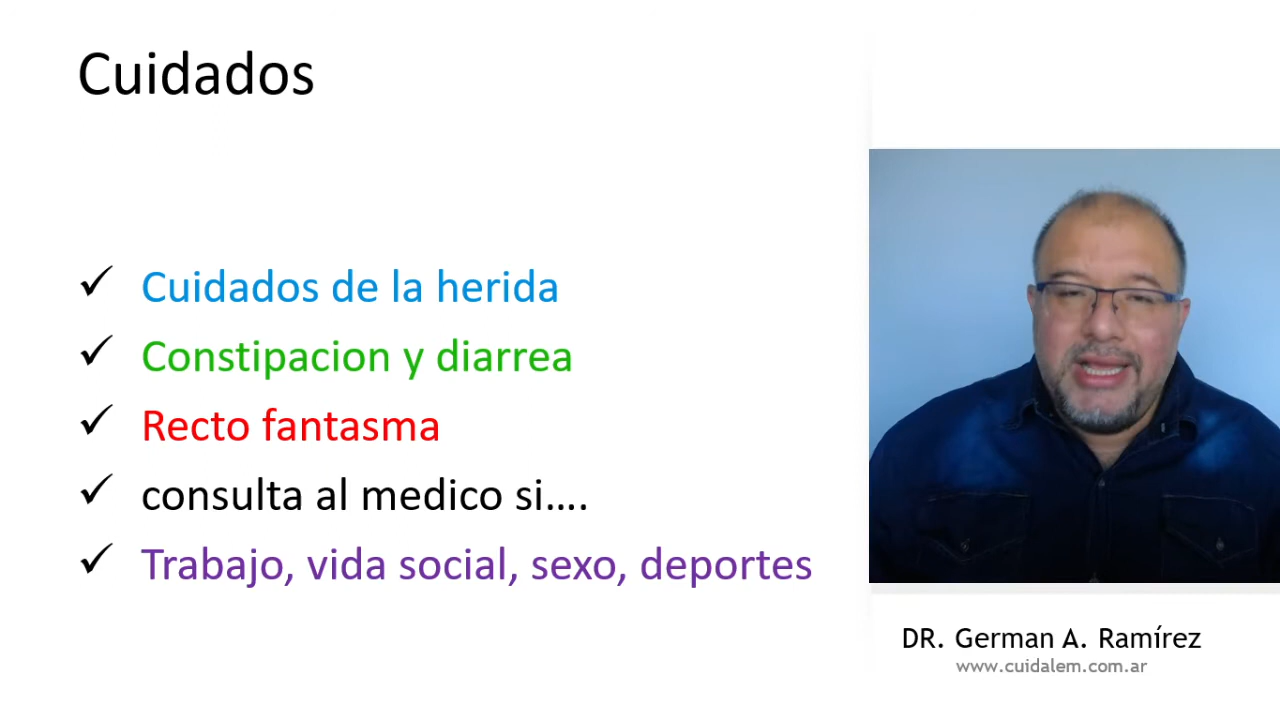 Cuidados
✓ Cuidados de la herida
✓ Constipacion y diarrea
✓ Recto fantasma
✓ consulta al medico si....
✓ Trabajo, vida social, sexo, deportes
DR. German A. Ramírez
www.cuidalem.com.ar